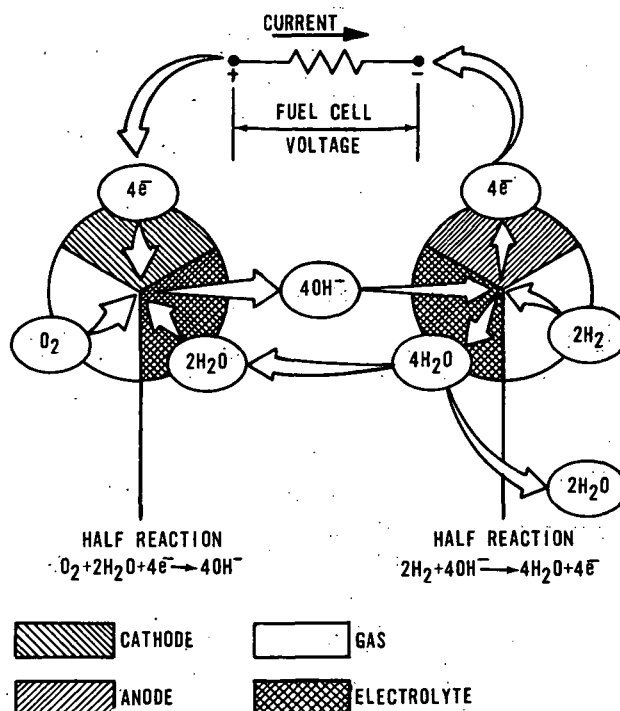 CURRENT
+ -
FUEL CELL
VOLTAGE
4e̅ 4e̅
4OH⁻
O₂ 2H₂O 4H₂O 2H₂
2H₂O
HALF REACTION HALF REACTION
O₂+2H₂O+4e̅→4OH⁻ 2H₂+4OH⁻→4H₂O+4e̅
CATHODE GAS
ANODE ELECTROLYTE